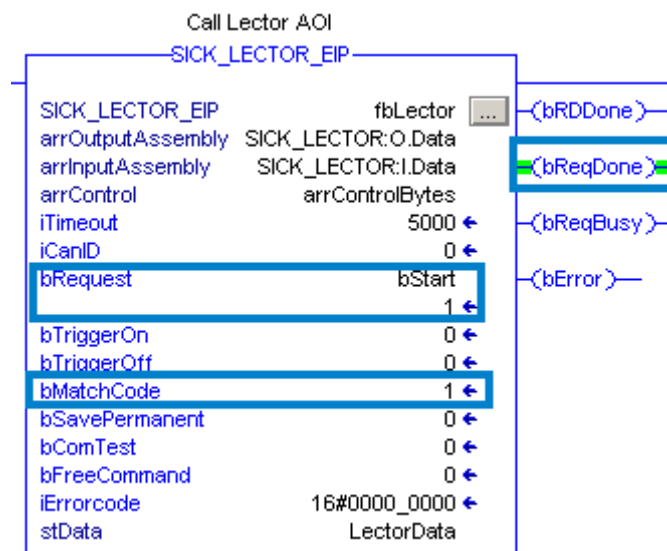 Call Lector AOI
SICK_LECTOR_EIP
SICK_LECTOR_EIP fbLector ... (bRDDone)
arrOutputAssembly SICK_LECTOR:O.Data
arrInputAssembly SICK_LECTOR:I.Data (bReqDone)
arrControl arrControlBytes
iTimeout 5000 (bReqBusy)
iCanID 0
bRequest bStart (bError)
1
bTriggerOn 0
bTriggerOff 0
bMatchCode 1
bSavePermanent 0
bComTest 0
bFreeCommand 0
iErrorcode 16#0000_0000
stData LectorData